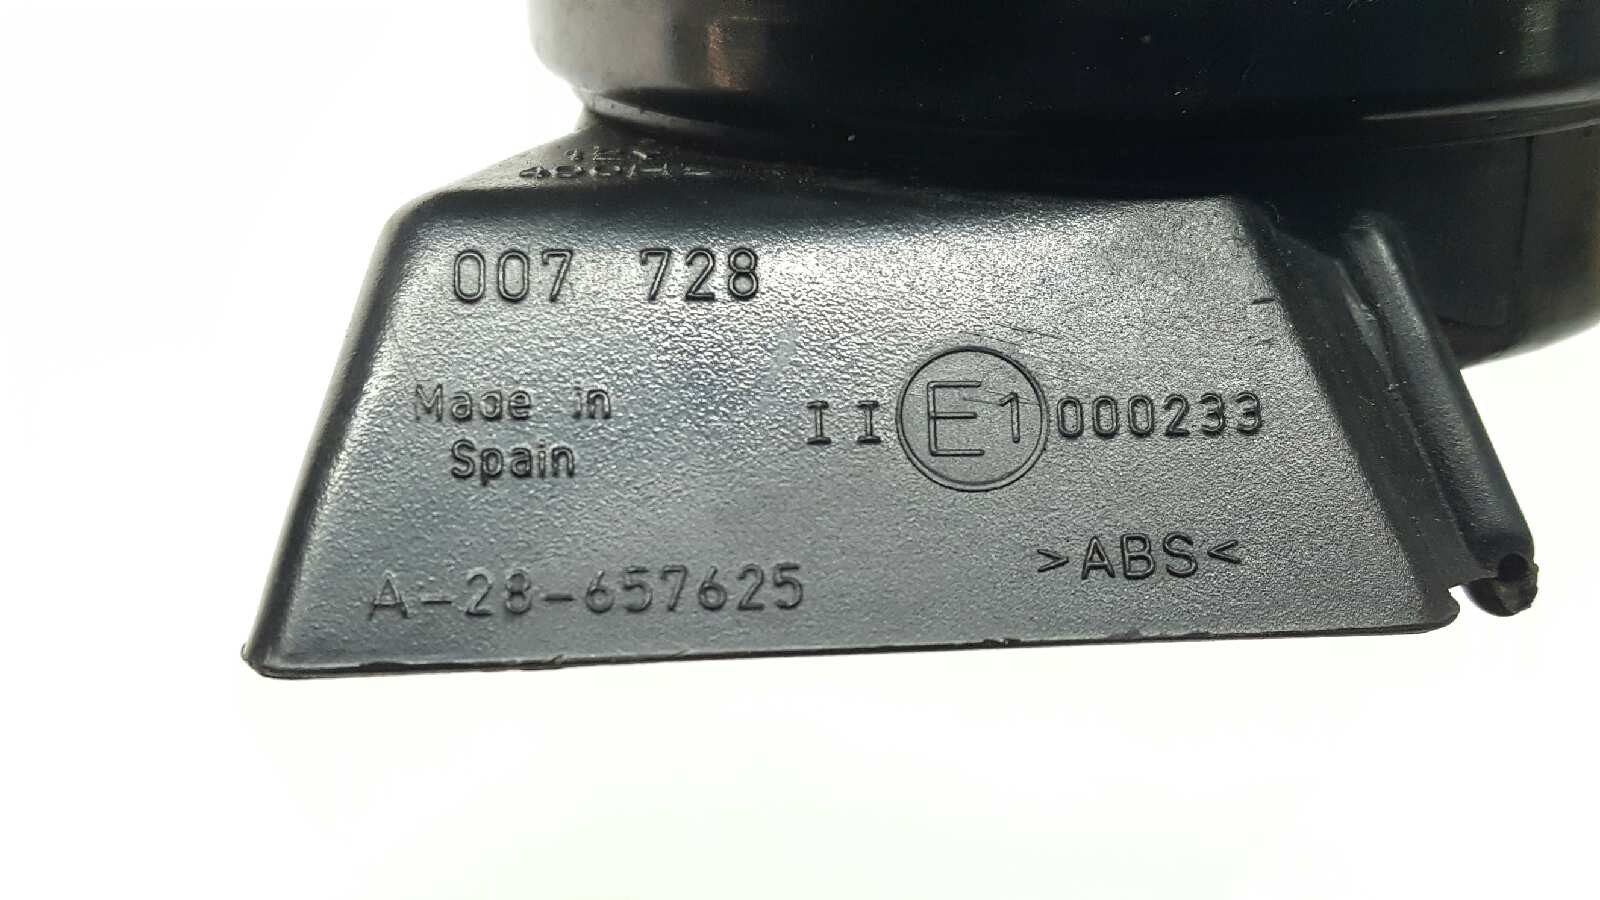 007 728
Made in
Spain
II E1 000233
>ABS<
A-28-657625